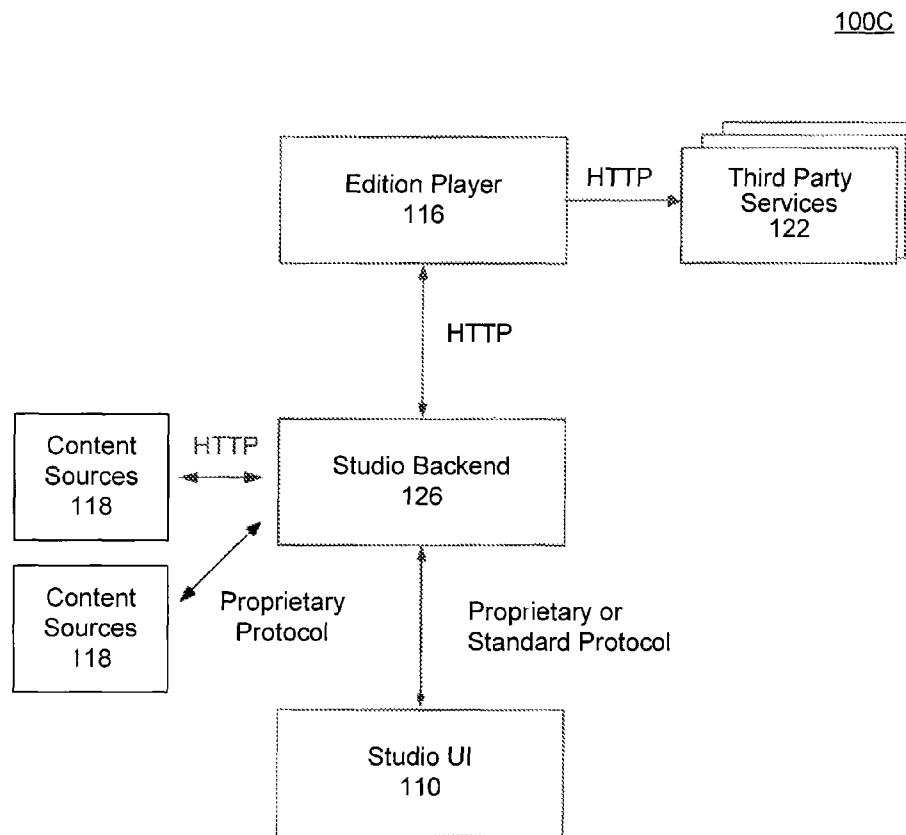 100C
Edition Player
116
HTTP
Third Party
Services
122
HTTP
Content
Sources
118
HTTP
Studio Backend
126
Content
Sources
118
Proprietary
Protocol
Proprietary or
Standard Protocol
Studio UI
110